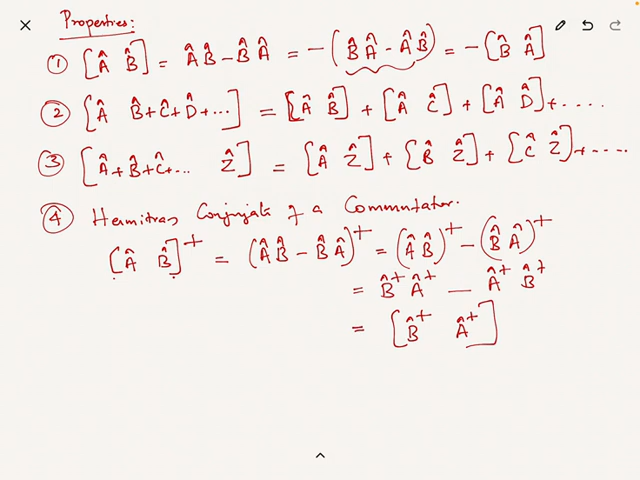 Properties:
① [Â B̂] = ÂB̂ - B̂Â = -(B̂Â - ÂB̂) = -[B̂ Â]
② [Â B̂+Ĉ+D̂+...] = [Â B̂] + [Â Ĉ] + [Â D̂] + ....
③ [Â+B̂+Ĉ+... Ẑ] = [Â Ẑ] + [B̂ Ẑ] + [Ĉ Ẑ] + ....
④ Hermitian Conjugate of a Commutator.
[Â B̂]⁺ = (ÂB̂ - B̂Â)⁺ = (ÂB̂)⁺ - (B̂Â)⁺
= B̂⁺Â⁺ - Â⁺B̂⁺
= [B̂⁺ Â⁺]